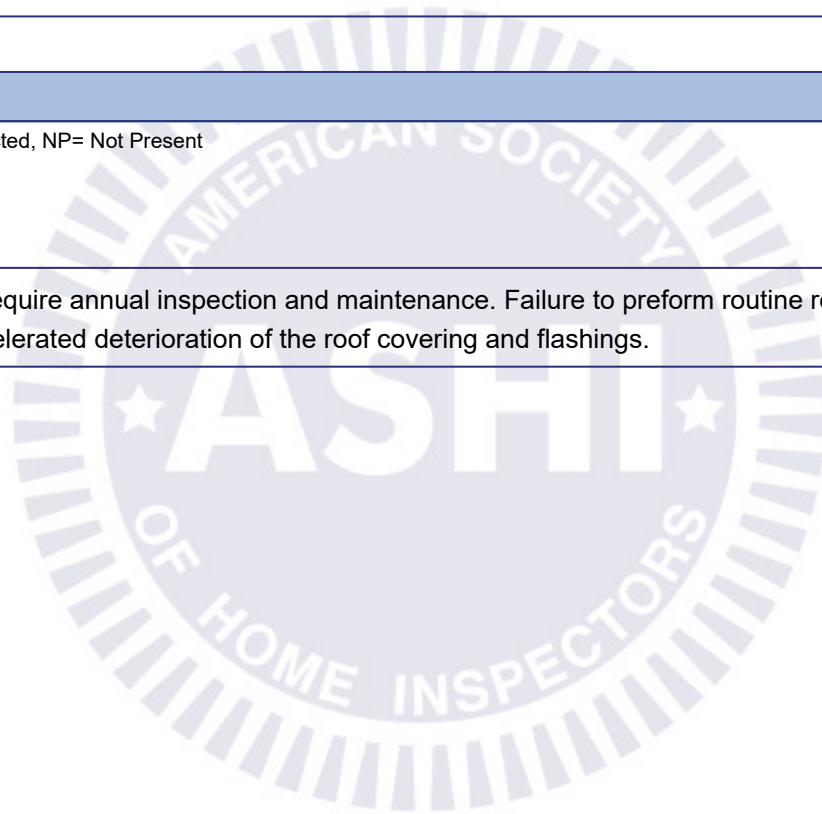 ted, NP= Not Present
AMERICAN SOCIETY
equire annual inspection and maintenance. Failure to preform routine r
elerated deterioration of the roof covering and flashings.
ASHI
OF HOME INSPECTORS